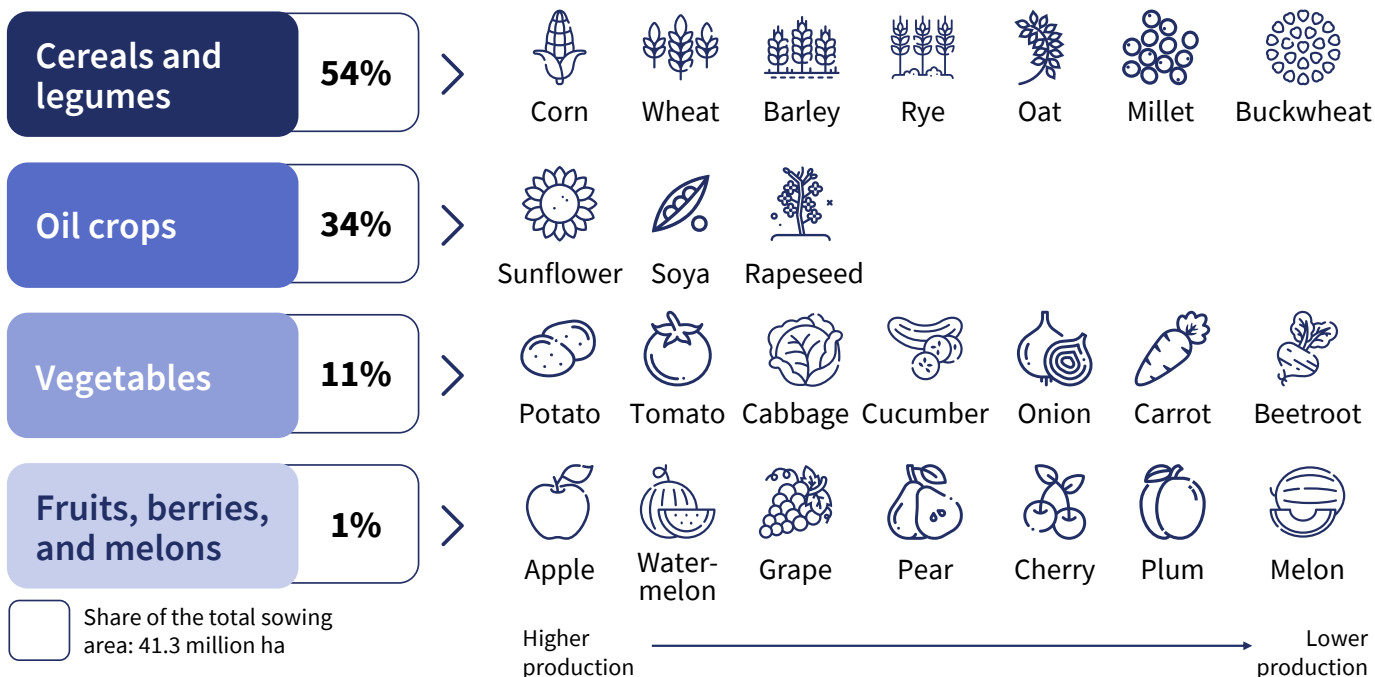 Cereals and
legumes
54%
Corn
Wheat
Barley
Rye
Oat
Millet
Buckwheat
Oil crops
34%
Sunflower
Soya
Rapeseed
Vegetables
11%
Potato
Tomato
Cabbage
Cucumber
Onion
Carrot
Beetroot
Fruits, berries,
and melons
1%
Apple
Water-
melon
Grape
Pear
Cherry
Plum
Melon
Share of the total sowing
area: 41.3 million ha
Higher
production
Lower
production